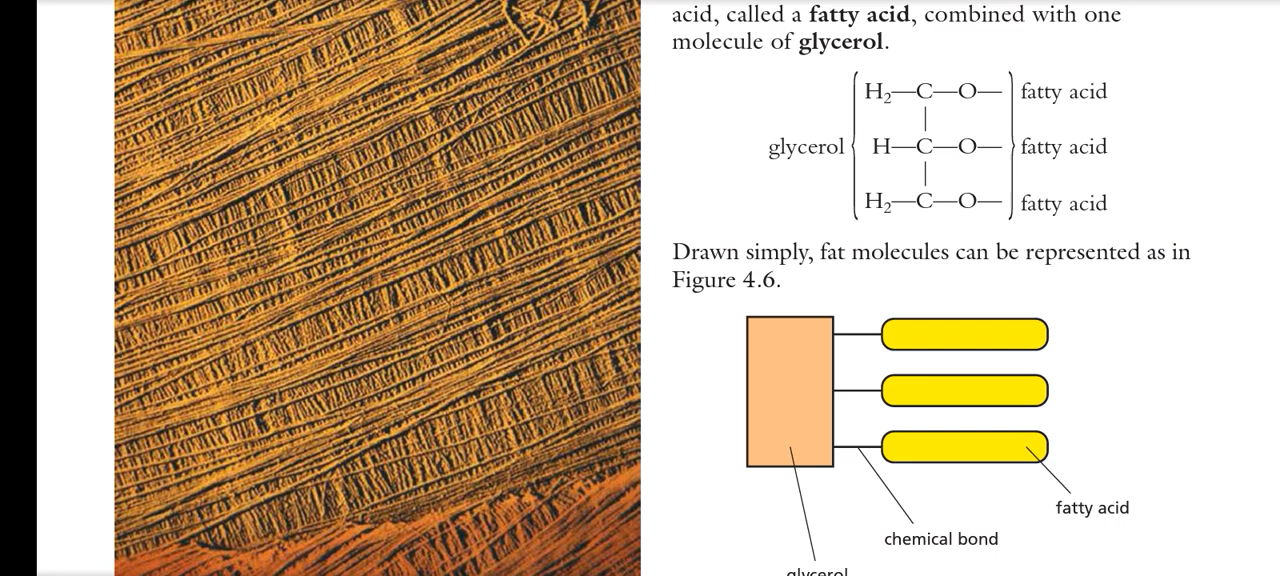 acid, called a fatty acid, combined with one
molecule of glycerol.
H₂—C—O— fatty acid
glycerol H—C—O— fatty acid
H₂—C—O— fatty acid
Drawn simply, fat molecules can be represented as in
Figure 4.6.
fatty acid
chemical bond
glycerol